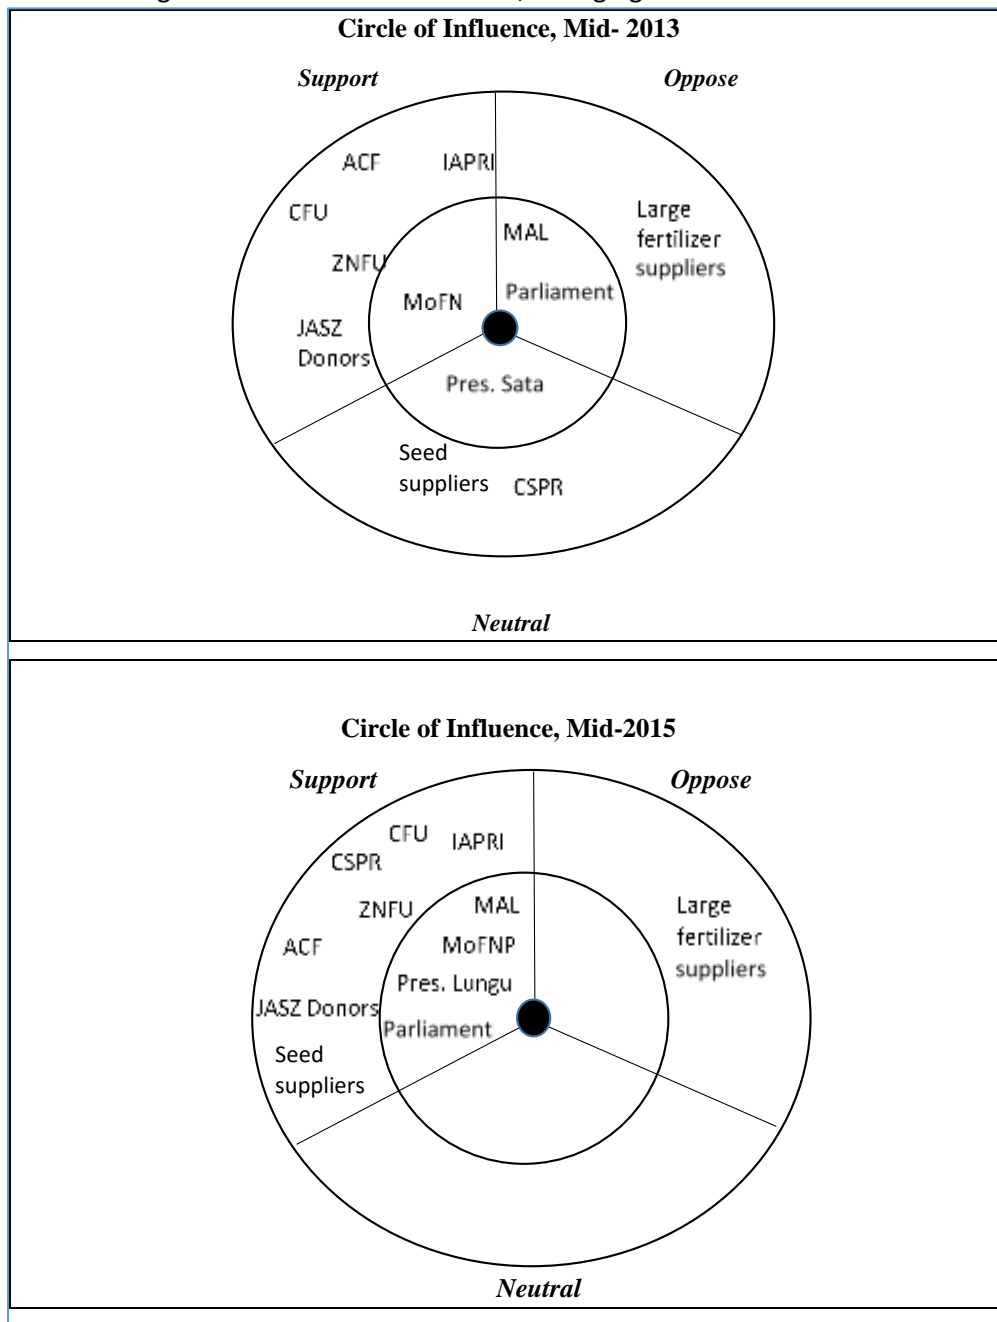 Circle of Influence, Mid- 2013
Support
Oppose
ACF
IAPRI
CFU
Large
fertilizer
suppliers
MAL
ZNFU
Parliament
MoFN
JASZ
Donors
Pres. Sata
Seed
suppliers
CSPR
Neutral
Circle of Influence, Mid-2015
Support
Oppose
CFU
IAPRI
CSPR
ZNFU
MAL
Large
fertilizer
suppliers
ACF
MoFNP
Pres. Lungu
JASZ Donors
Parliament
Seed
suppliers
Neutral